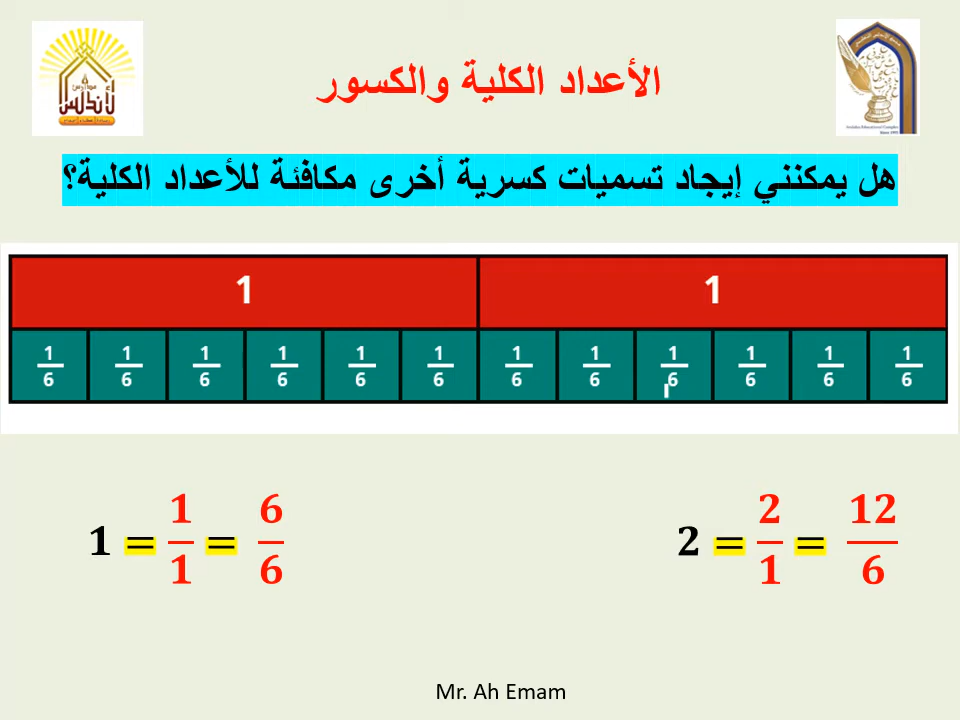 الأعداد الكلية والكسور
هل يمكنني إيجاد تسميات كسرية أخرى مكافئة للأعداد الكلية؟
1 1
1/6 1/6 1/6 1/6 1/6 1/6 1/6 1/6 1/6 1/6 1/6 1/6
1 = 1/1 = 6/6
2 = 2/1 = 12/6
Mr. Ah Emam